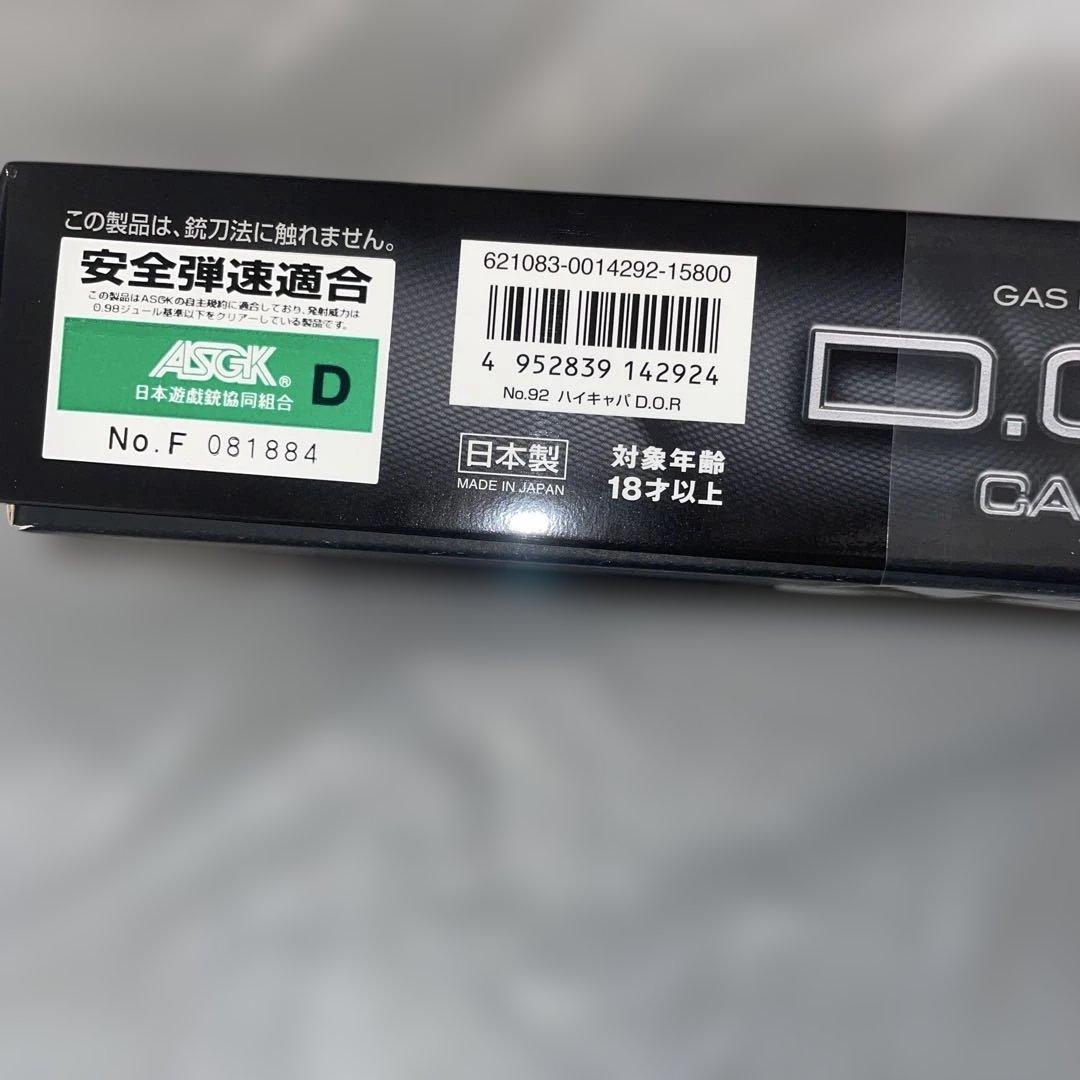 この製品は、銃刀法に触れません。
安全弾速適合
この製品はASGKの自主規約に適合しており、発射威力は
0.98ジュール基準以下をクリアーしている製品です。
ASGK® D
日本遊戯銃協同組合
No.F 081884
621083-0014292-15800
4 952839 142924
No.92 ハイキャパ D.O.R
日本製
MADE IN JAPAN
対象年齢
18才以上
GAS
D.O
CA